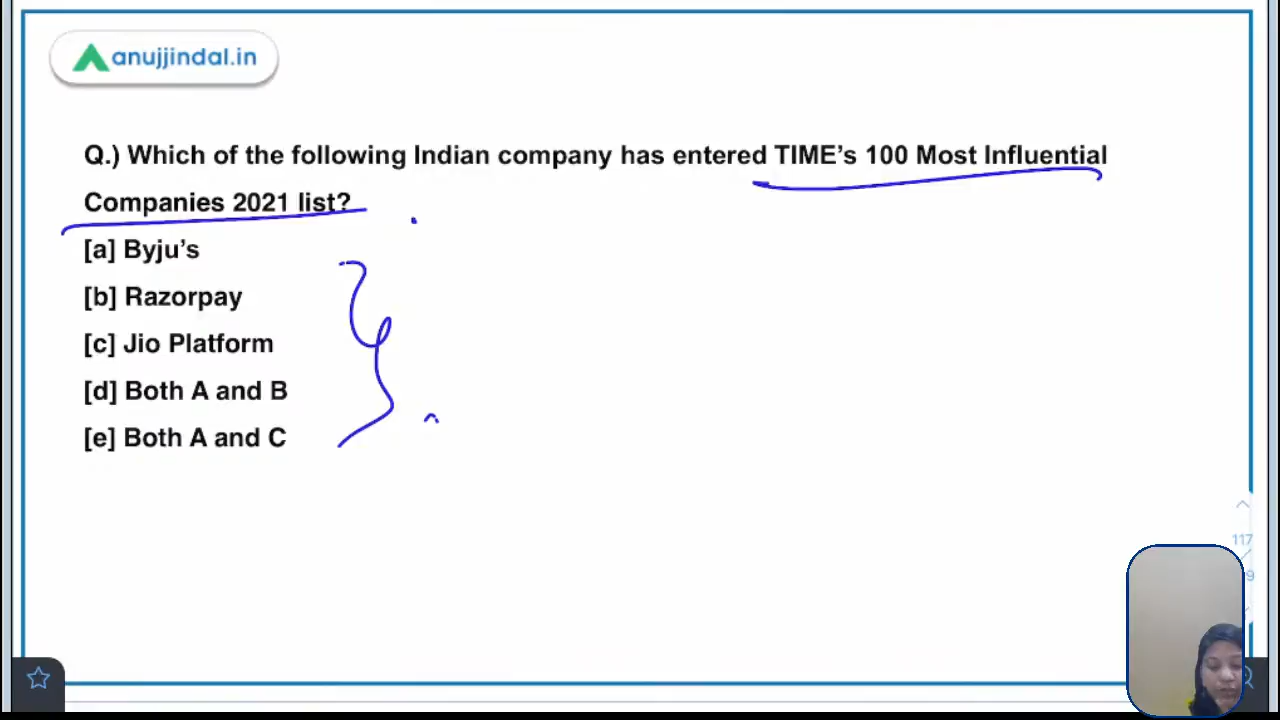 anujjindal.in
Q.) Which of the following Indian company has entered TIME's 100 Most Influential
Companies 2021 list?
[a] Byju's
[b] Razorpay
[c] Jio Platform
[d] Both A and B
[e] Both A and C
117